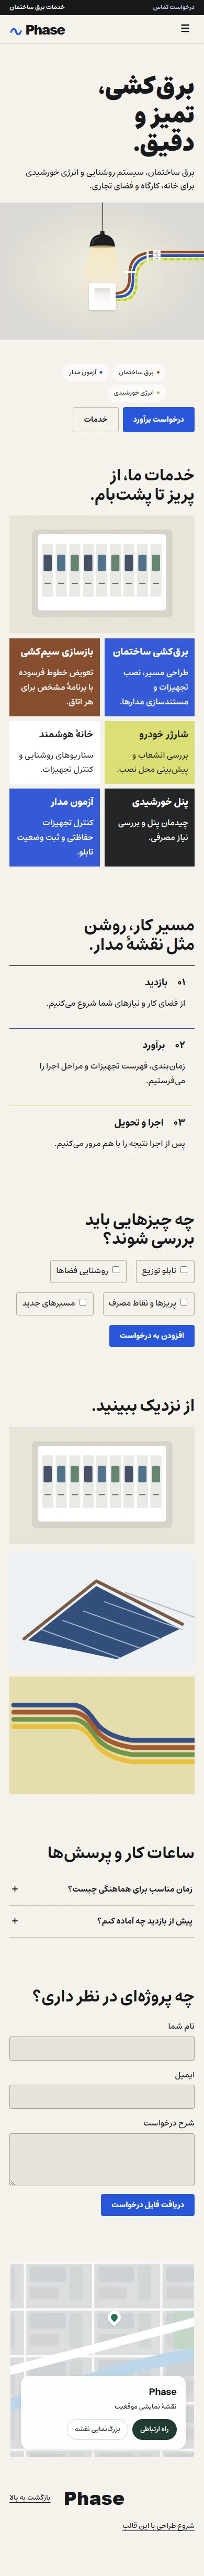 درخواست تماس
خدمات برق ساختمان
Phase
برق‌کشی،
تمیز و
دقیق.
برق ساختمان، سیستم روشنایی و انرژی خورشیدی
برای خانه، کارگاه و فضای تجاری.
برق ساختمان
آزمون مدار
انرژی خورشیدی
درخواست برآورد
خدمات
خدمات ما، از
پریز تا پشت‌بام.
برق‌کشی ساختمان
طراحی مسیر، نصب
تجهیزات و
مستندسازی مدارها.
بازسازی سیم‌کشی
تعویض خطوط فرسوده
با برنامهٔ مشخص برای
هر اتاق.
شارژر خودرو
بررسی انشعاب و
پیش‌بینی محل نصب.
خانهٔ هوشمند
سناریوهای روشنایی و
کنترل تجهیزات.
پنل خورشیدی
چیدمان پنل و بررسی
نیاز مصرفی.
آزمون مدار
کنترل تجهیزات
حفاظتی و ثبت وضعیت
تابلو.
مسیر کار، روشن
مثل نقشهٔ مدار.
۰۱ بازدید
از فضای کار و نیازهای شما شروع می‌کنیم.
۰۲ برآورد
زمان‌بندی، فهرست تجهیزات و مراحل اجرا را
می‌فرستیم.
۰۳ اجرا و تحویل
پس از اجرا نتیجه را با هم مرور می‌کنیم.
چه چیزهایی باید
بررسی شوند؟
تابلو توزیع
روشنایی فضاها
پریزها و نقاط مصرف
مسیرهای جدید
افزودن به درخواست
از نزدیک ببینید.
ساعات کار و پرسش‌ها
زمان مناسب برای هماهنگی چیست؟
پیش از بازدید چه آماده کنم؟
چه پروژه‌ای در نظر داری؟
نام شما
ایمیل
شرح درخواست
دریافت فایل درخواست
Phase
نقشهٔ نمایشی موقعیت
راه ارتباطی
بزرگ‌نمایی نقشه
Phase
بازگشت به بالا
شروع طراحی با این قالب